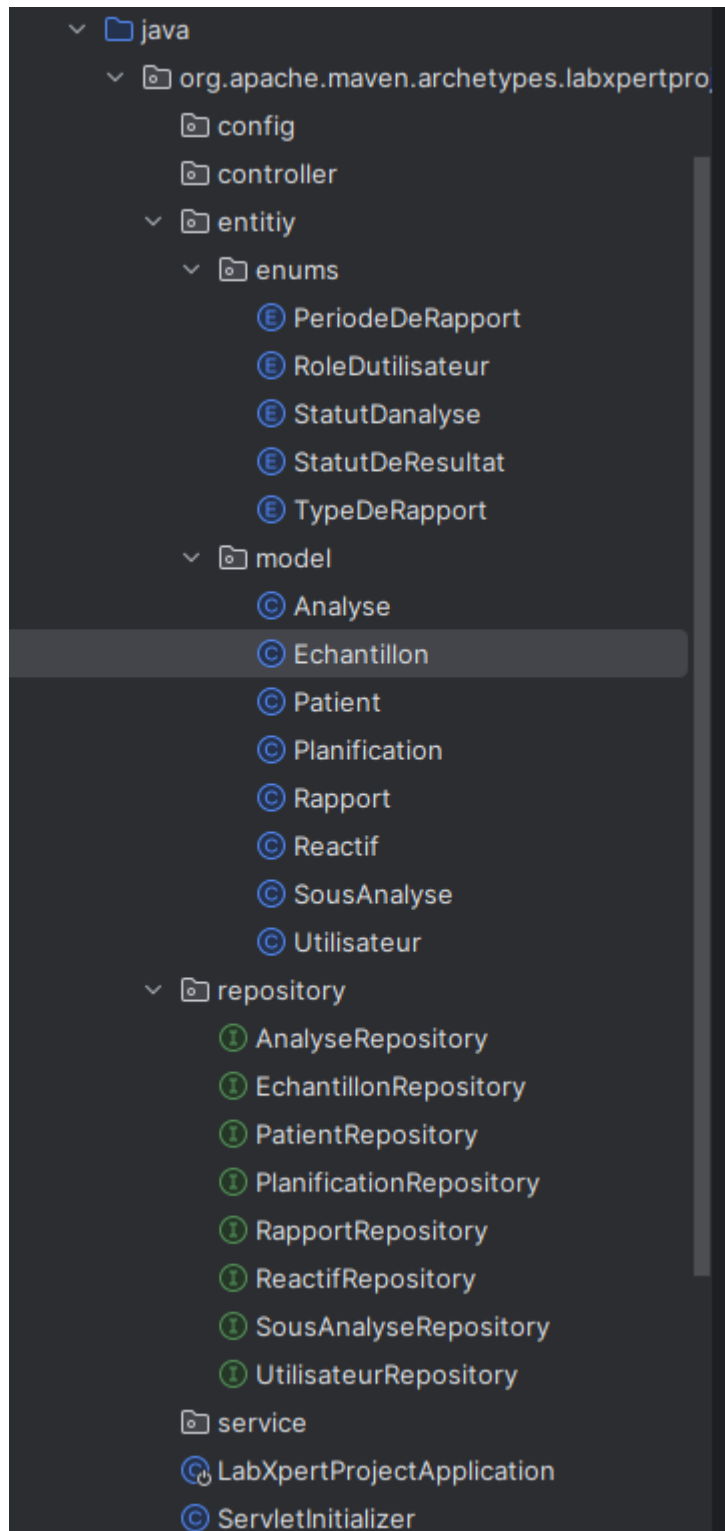 java
org.apache.maven.archetypes.labxpertpro
config
controller
entitiy
enums
PeriodeDeRapport
RoleDutilisateur
StatutDanalyse
StatutDeResultat
TypeDeRapport
model
Analyse
Echantillon
Patient
Planification
Rapport
Reactif
SousAnalyse
Utilisateur
repository
AnalyseRepository
EchantillonRepository
PatientRepository
PlanificationRepository
RapportRepository
ReactifRepository
SousAnalyseRepository
UtilisateurRepository
service
LabXpertProjectApplication
ServletInitializer